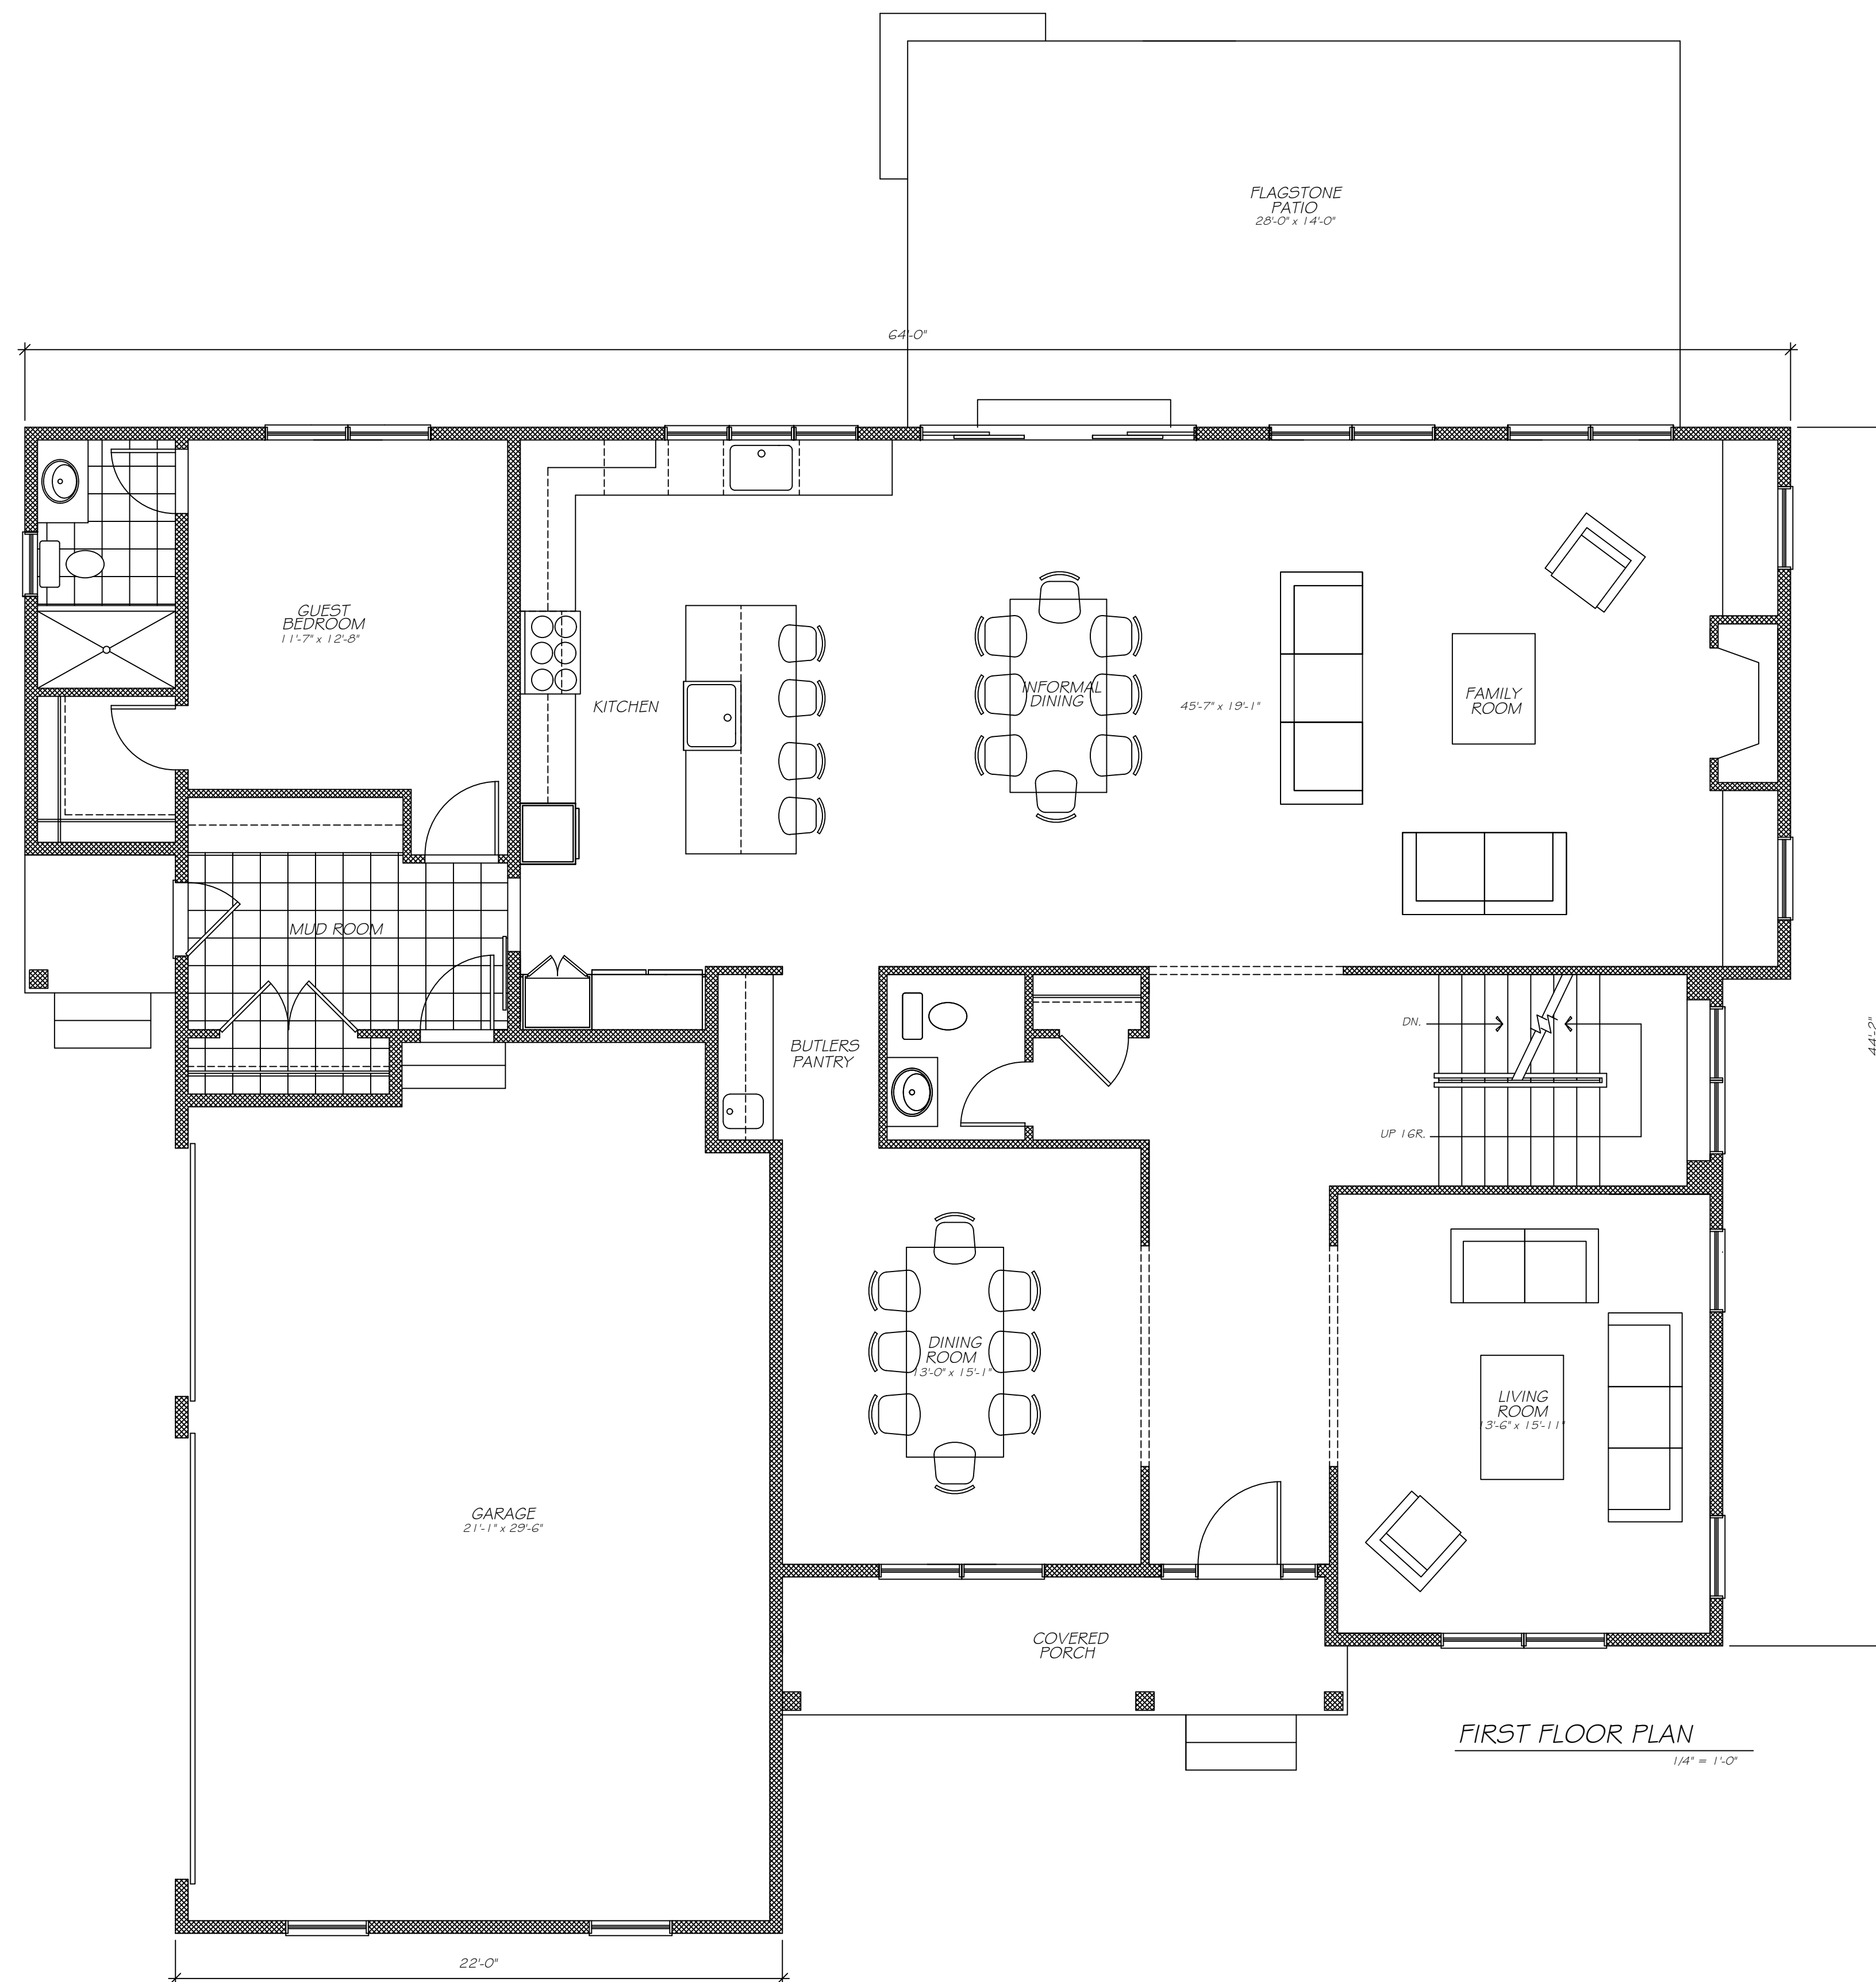 FLAGSTONE
PATIO
28'-0" x 14'-0"
64'-0"
GUEST
BEDROOM
11'-7" x 12'-8"
KITCHEN
INFORMAL
DINING
45'-7" x 19'-1"
FAMILY
ROOM
MUD ROOM
BUTLERS
PANTRY
DN.
44'-2"
UP 16R.
DINING
ROOM
13'-0" x 15'-1"
LIVING
ROOM
13'-6" x 15'-11"
GARAGE
21'-1" x 29'-6"
COVERED
PORCH
FIRST FLOOR PLAN
1/4" = 1'-0"
22'-0"